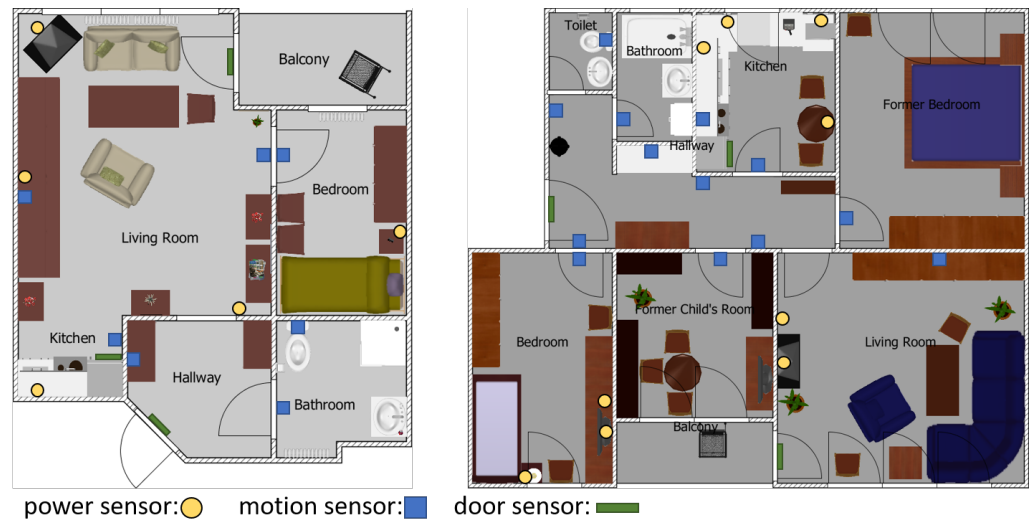 Balcony
Bedroom
Living Room
Kitchen
Hallway
Bathroom
Toilet
Bathroom
Kitchen
Former Bedroom
Hallway
Former Child's Room
Bedroom
Living Room
Balcony
power sensor:
motion sensor:
door sensor: